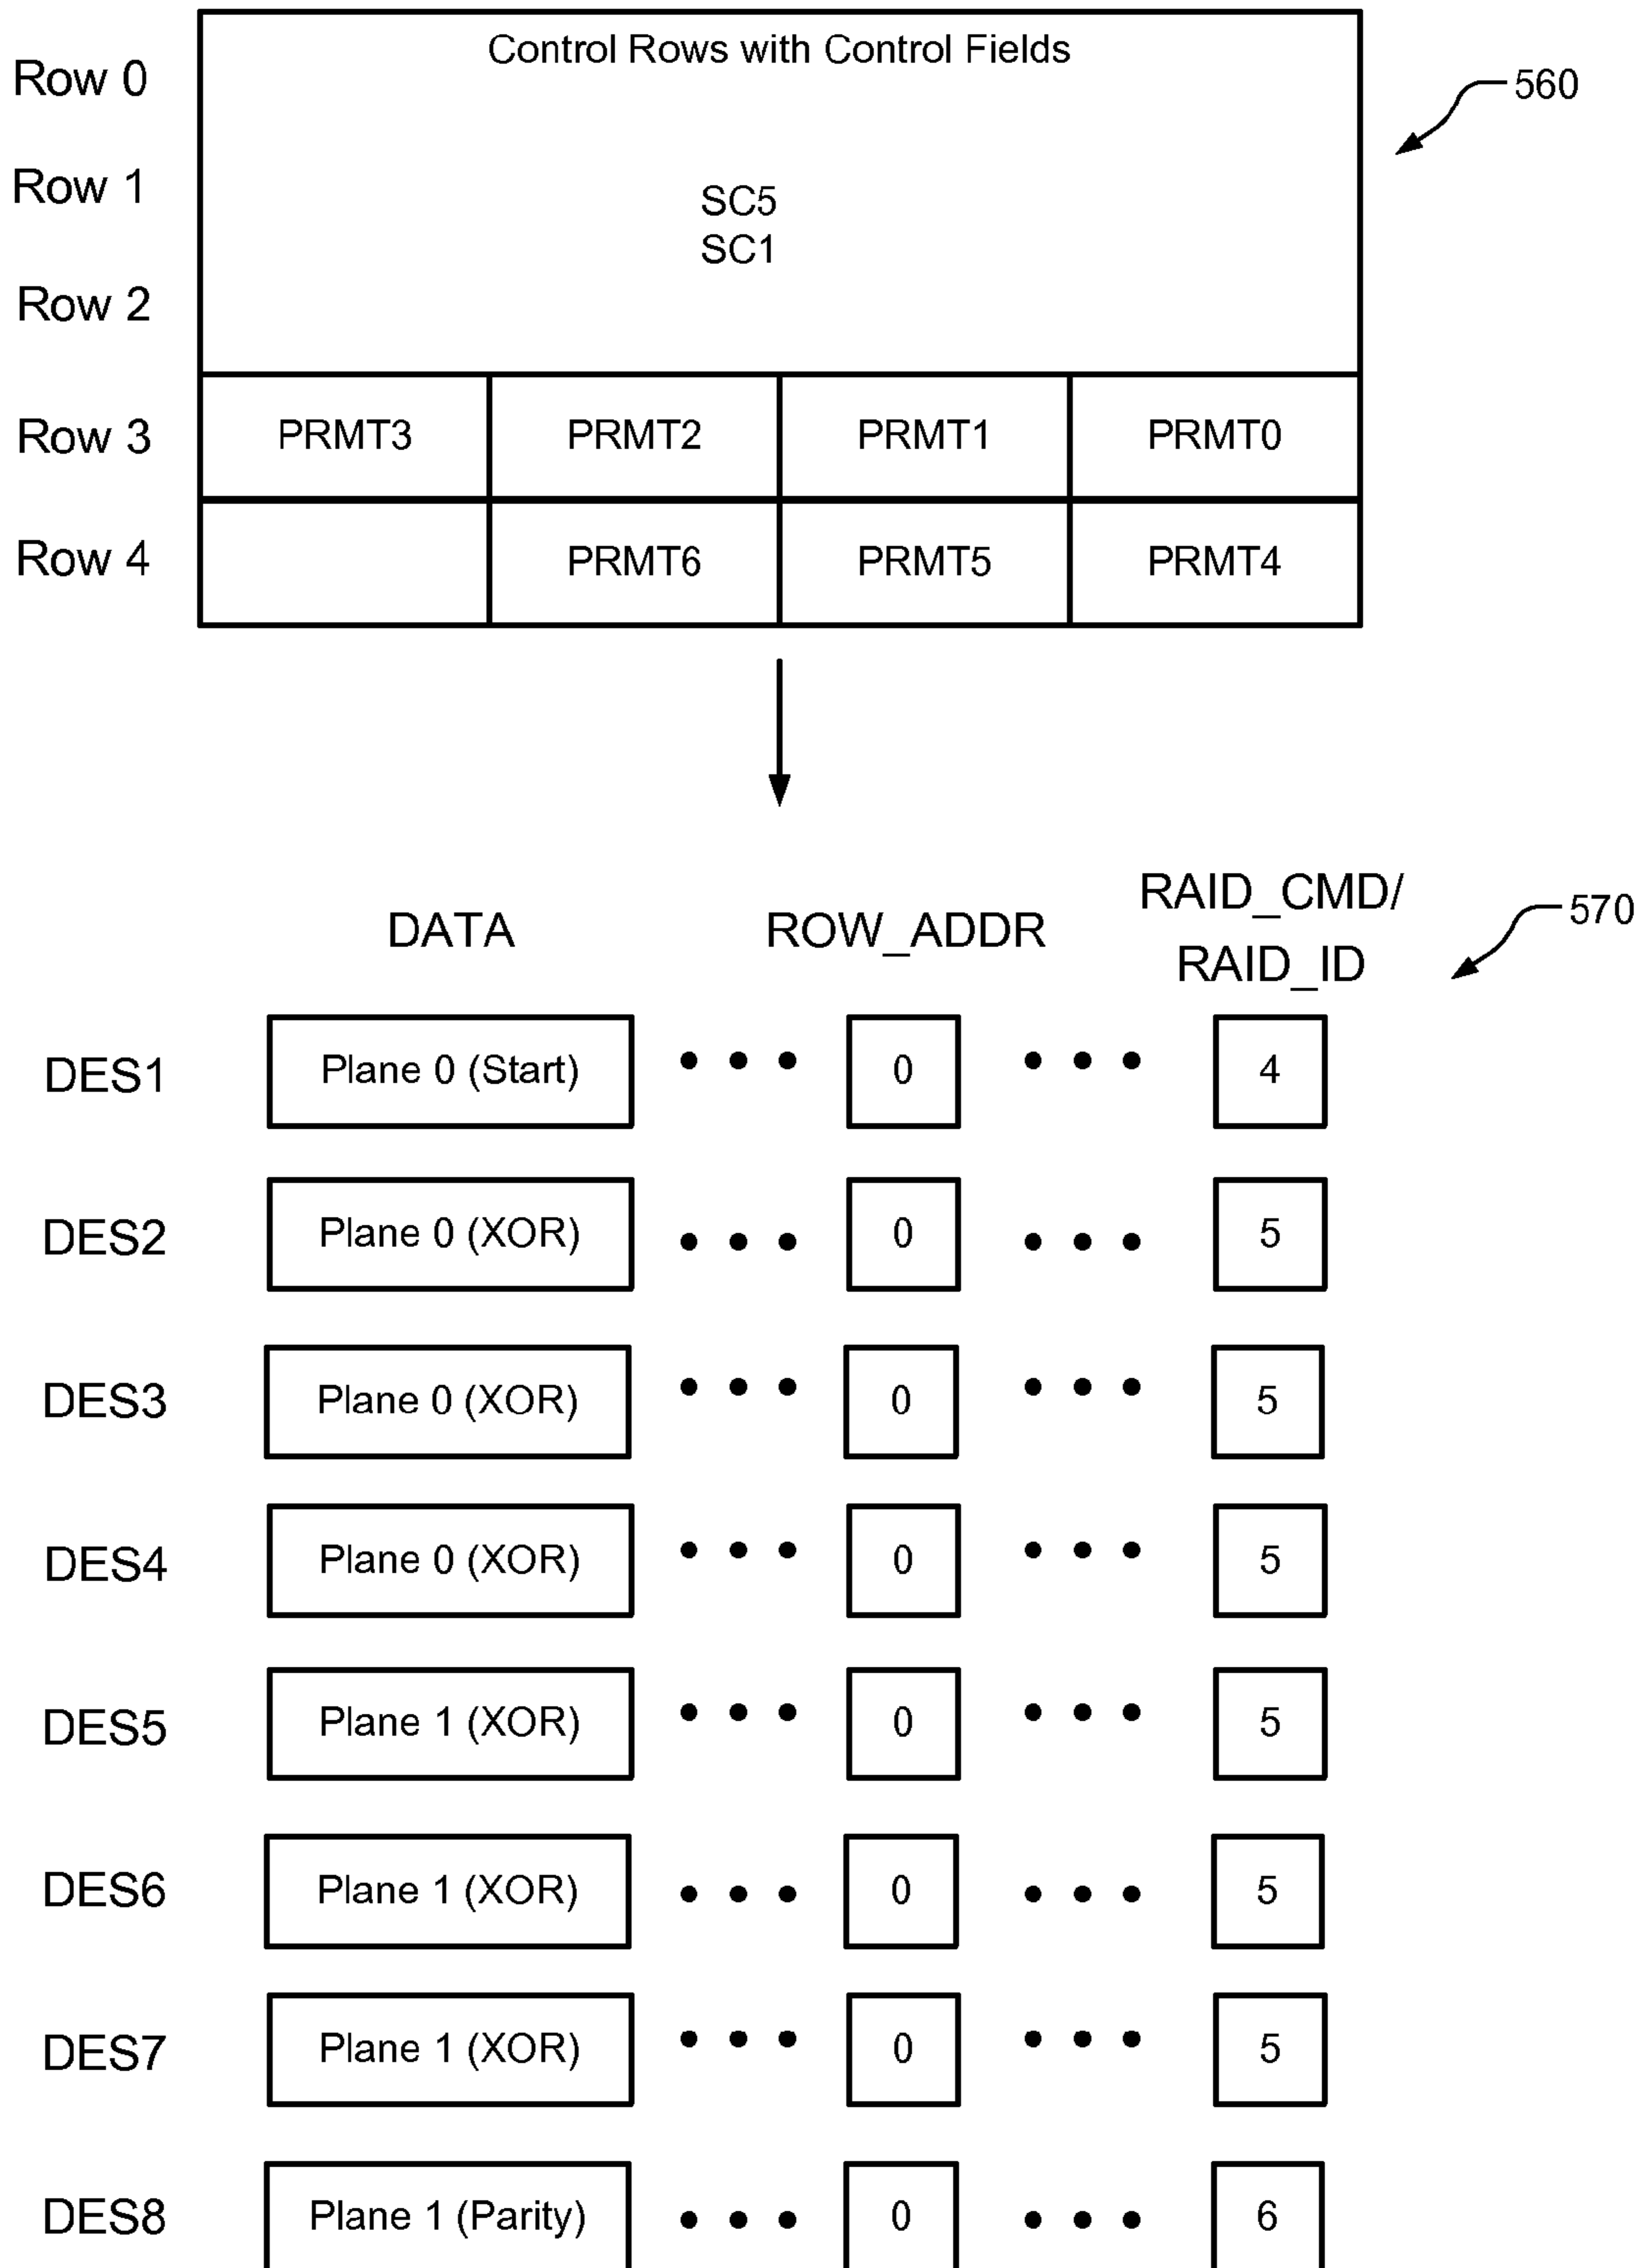 Control Rows with Control Fields
Row 0
560
Row 1
SC5
SC1
Row 2
Row 3 PRMT3 PRMT2 PRMT1 PRMT0
Row 4 PRMT6 PRMT5 PRMT4
DATA ROW_ADDR RAID_CMD/
RAID_ID
570
DES1 Plane 0 (Start) • • • 0 • • • 4
DES2 Plane 0 (XOR) • • • 0 • • • 5
DES3 Plane 0 (XOR) • • • 0 • • • 5
DES4 Plane 0 (XOR) • • • 0 • • • 5
DES5 Plane 1 (XOR) • • • 0 • • • 5
DES6 Plane 1 (XOR) • • • 0 • • • 5
DES7 Plane 1 (XOR) • • • 0 • • • 5
DES8 Plane 1 (Parity) • • • 0 • • • 6